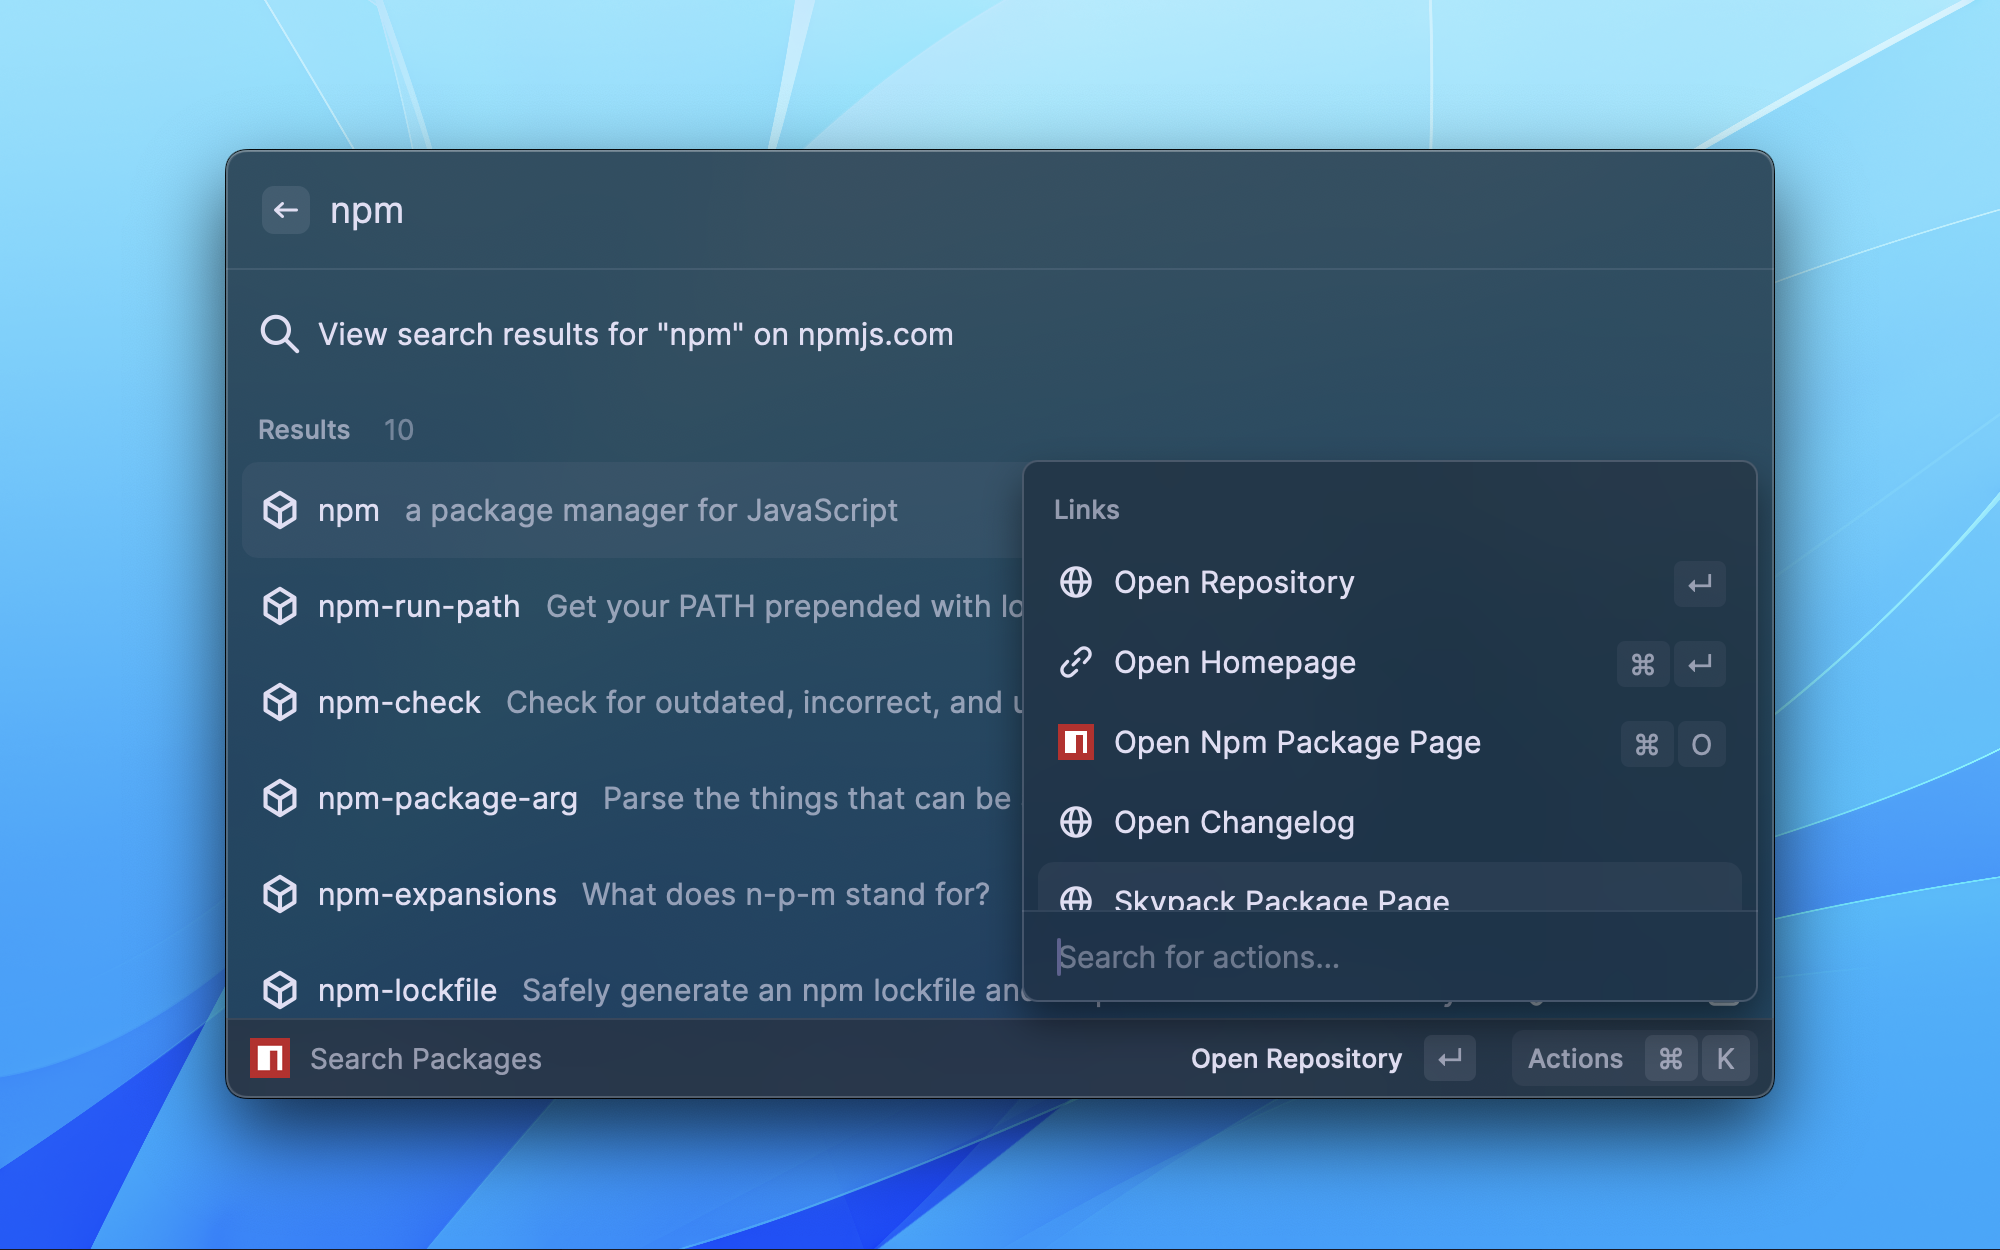 npm
View search results for "npm" on npmjs.com
Results 10
npm a package manager for JavaScript
npm-run-path Get your PATH prepended with
npm-check Check for outdated, incorrect, and
npm-package-arg Parse the things that can be
npm-expansions What does n-p-m stand for?
npm-lockfile Safely generate an npm lockfile and
Links
Open Repository ↵
Open Homepage ⌘ ↵
Open Npm Package Page ⌘ O
Open Changelog
Skypack Package Page
Search for actions...
Search Packages
Open Repository ↵ Actions ⌘ K